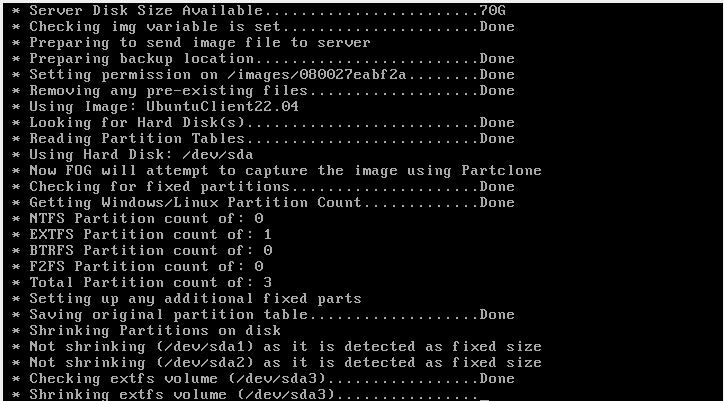 * Server Disk Size Available........................70G
* Checking img variable is set......................Done
* Preparing to send image file to server
* Preparing backup location.........................Done
* Setting permission on /images/080027eabf2a........Done
* Removing any pre-existing files...................Done
* Using Image: UbuntuClient22.04
* Looking for Hard Disk(s)..........................Done
* Reading Partition Tables..........................Done
* Using Hard Disk: /dev/sda
* Now FOG will attempt to capture the image using Partclone
* Checking for fixed partitions.....................Done
* Getting Windows/Linux Partition Count.............Done
* NTFS Partition count of: 0
* EXTFS Partition count of: 1
* BTRFS Partition count of: 0
* F2FS Partition count of: 0
* Total Partition count of: 3
* Setting up any additional fixed parts
* Saving original partition table...................Done
* Shrinking Partitions on disk
* Not shrinking (/dev/sda1) as it is detected as fixed size
* Not shrinking (/dev/sda2) as it is detected as fixed size
* Checking extfs volume (/dev/sda3).................Done
* Shrinking extfs volume (/dev/sda3)................_